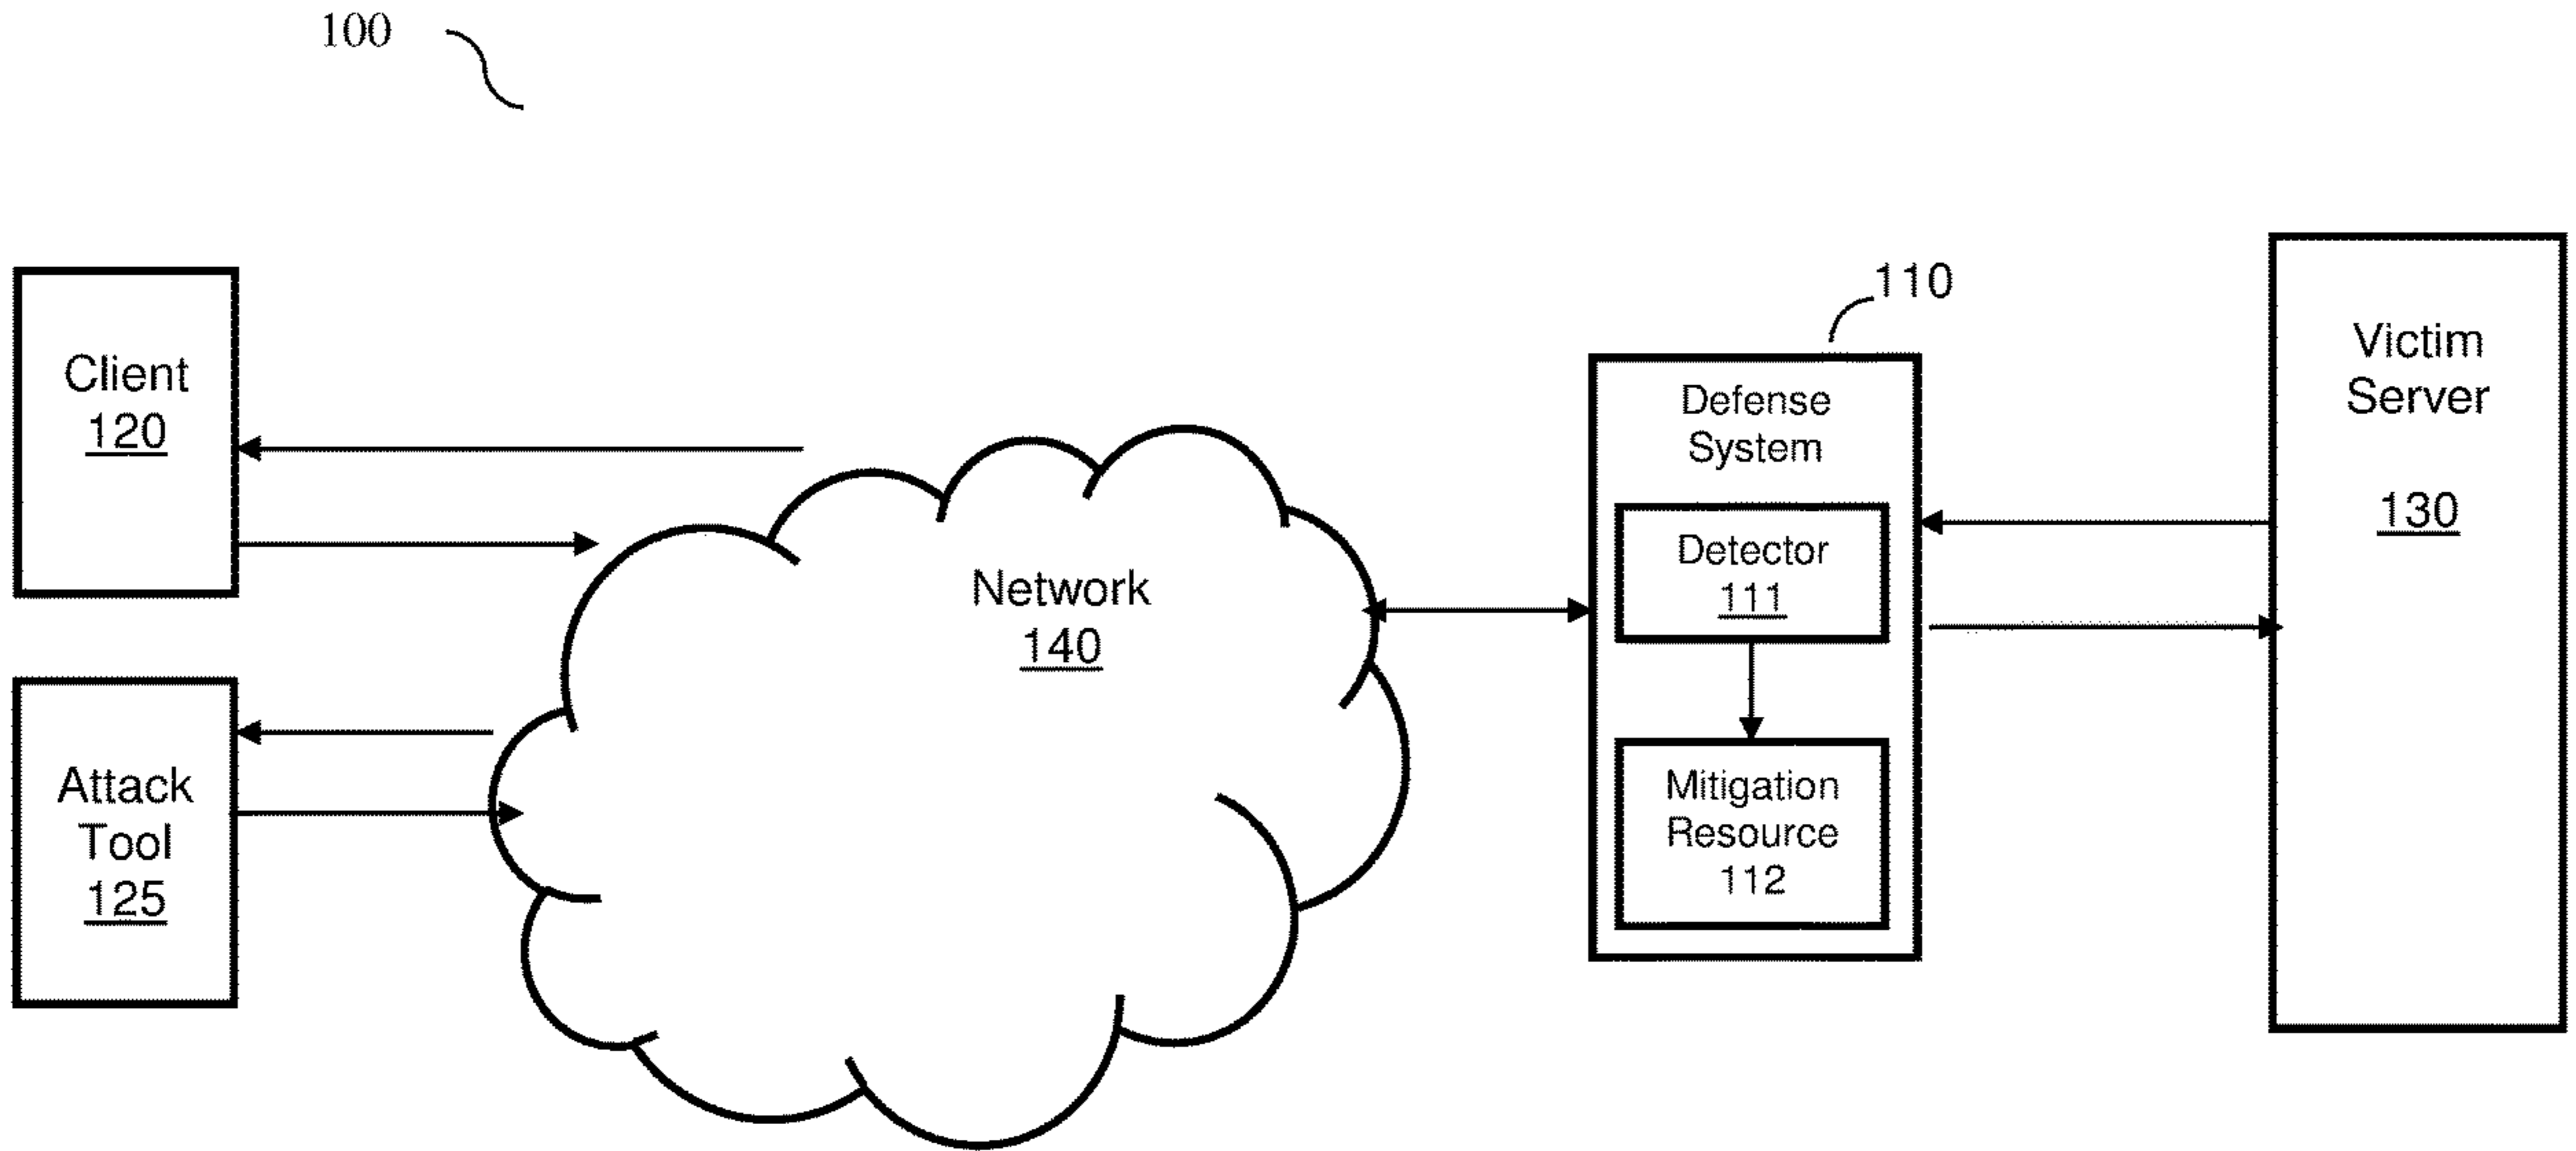 100
Client
120
Attack
Tool
125
Network
140
110
Defense
System
Detector
111
Mitigation
Resource
112
Victim
Server
130